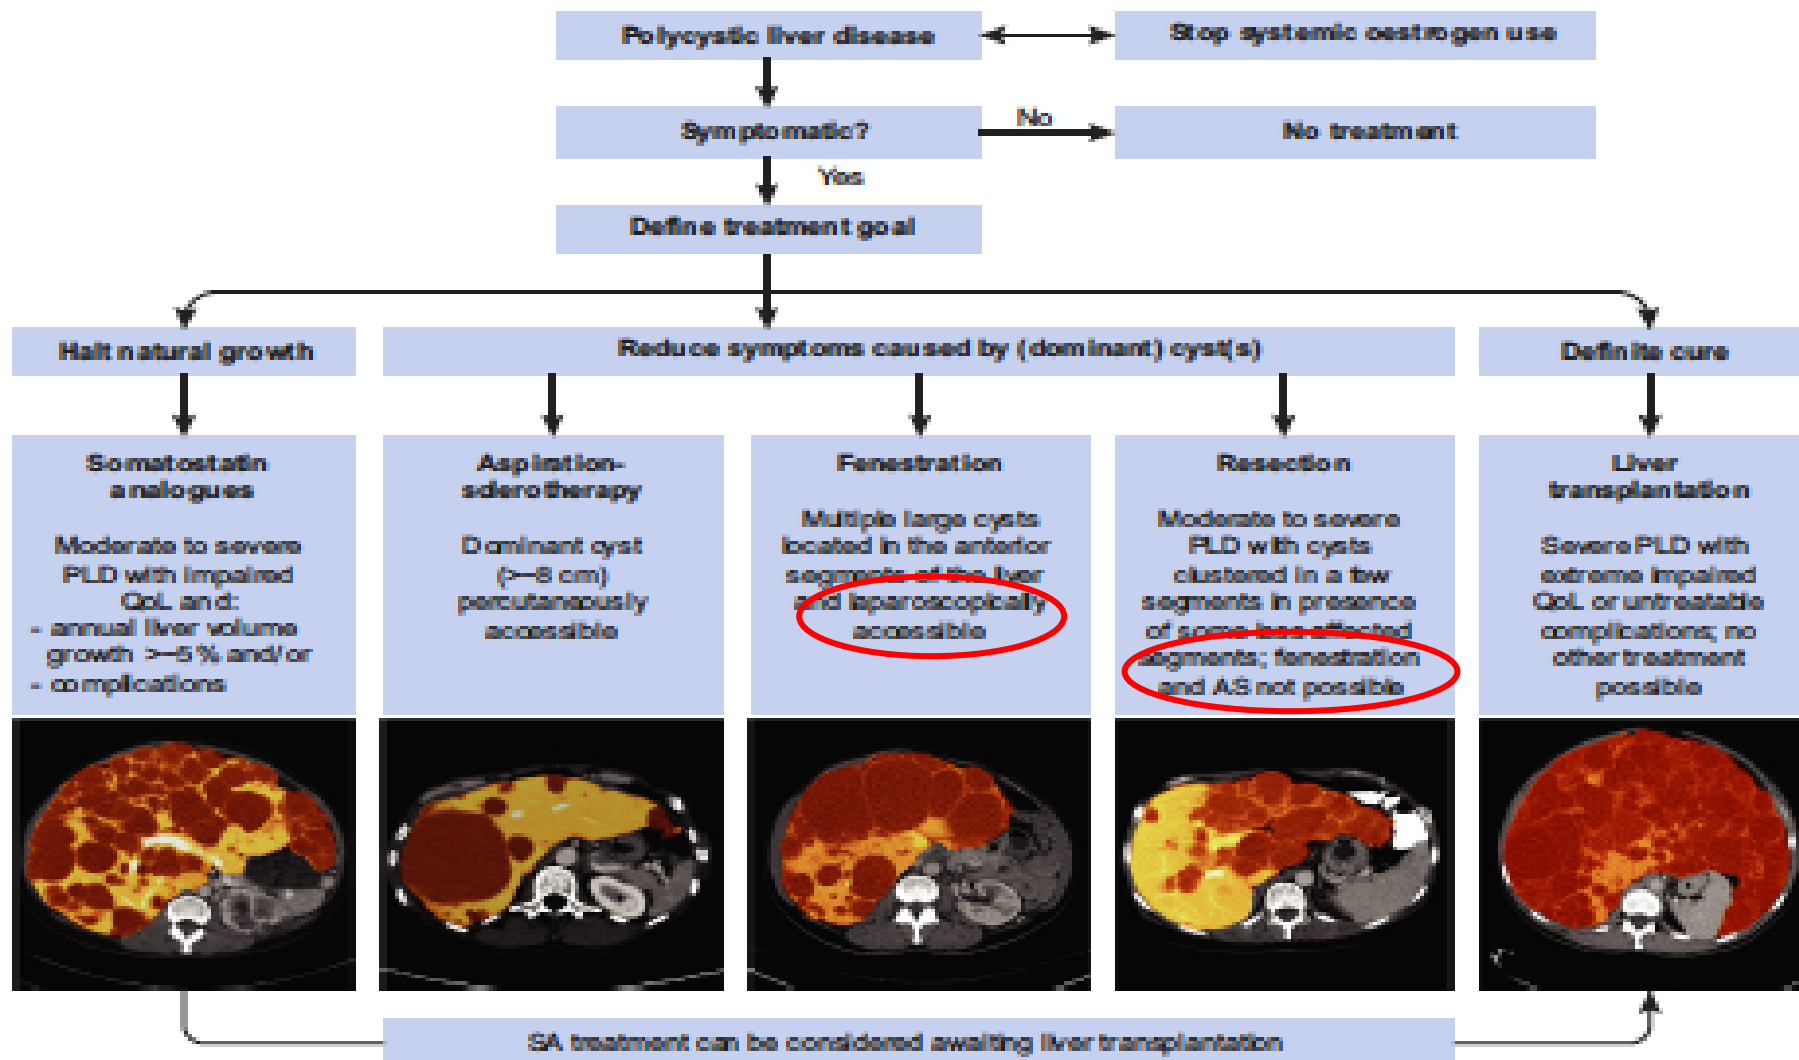 Polycystic liver disease
Stop systemic oestrogen use
Symptomatic?
No
No treatment
Yes
Define treatment goal
Halt natural growth
Reduce symptoms caused by (dominant) cyst(s)
Definite cure
Somatostatin
analogues
Moderate to severe
PLD with impaired
QoL and:
- annual liver volume
growth >~5% and/or
- complications
Aspiration-
sclerotherapy
Dominant cyst
(>~8 cm)
percutaneously
accessible
Fenestration
Multiple large cysts
located in the anterior
segments of the liver
and laparoscopically
accessible
Resection
Moderate to severe
PLD with cysts
clustered in a few
segments in presence
of some less affected
segments; fenestration
and AS not possible
Liver
transplantation
Severe PLD with
extreme impaired
QoL or untreatable
complications; no
other treatment
possible
SA treatment can be considered awaiting liver transplantation